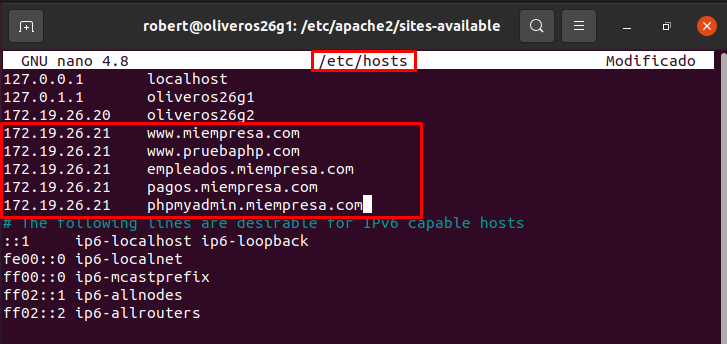 robert@oliveros26g1: /etc/apache2/sites-available
GNU nano 4.8 /etc/hosts Modificado
127.0.0.1 localhost
127.0.1.1 oliveros26g1
172.19.26.20 oliveros26g2
172.19.26.21 www.miempresa.com
172.19.26.21 www.pruebaphp.com
172.19.26.21 empleados.miempresa.com
172.19.26.21 pagos.miempresa.com
172.19.26.21 phpmyadmin.miempresa.com
# The following lines are desirable for IPv6 capable hosts
::1 ip6-localhost ip6-loopback
fe00::0 ip6-localnet
ff00::0 ip6-mcastprefix
ff02::1 ip6-allnodes
ff02::2 ip6-allrouters